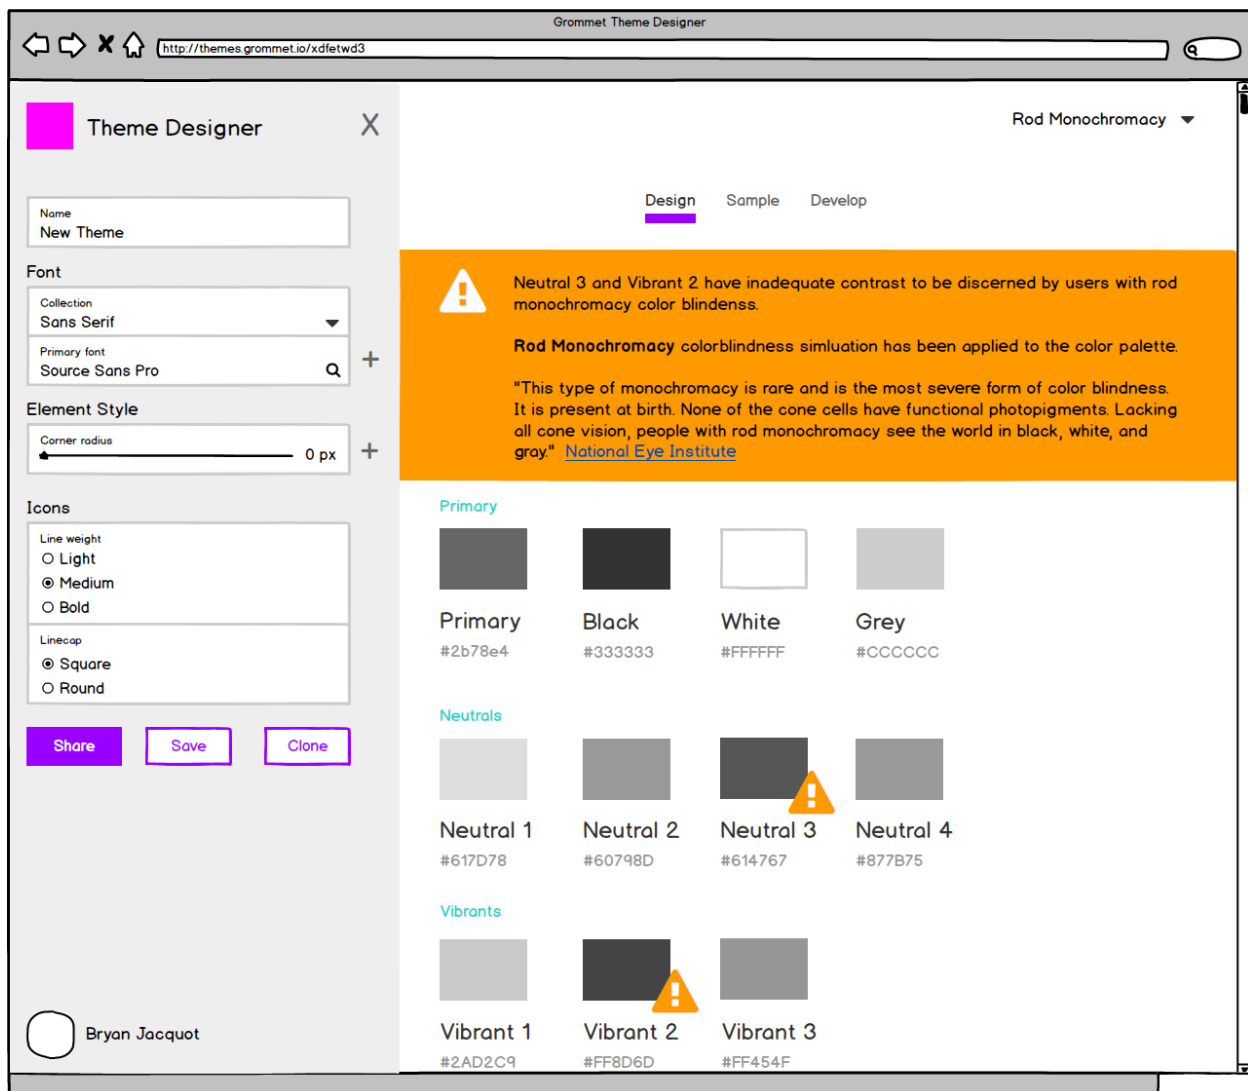 Grommet Theme Designer
http://themes.grommet.io/xdfetwd3
Theme Designer
X
Name
New Theme
Font
Collection
Sans Serif
Primary font
Source Sans Pro
+
Element Style
Corner radius
0 px
+
Icons
Line weight
Light
Medium
Bold
Linecap
Square
Round
Share Save Clone
Bryan Jacquot
Rod Monochromacy
Design Sample Develop
Neutral 3 and Vibrant 2 have inadequate contrast to be discerned by users with rod
monochromacy color blindenss.
Rod Monochromacy colorblindness simluation has been applied to the color palette.
"This type of monochromacy is rare and is the most severe form of color blindness.
It is present at birth. None of the cone cells have functional photopigments. Lacking
all cone vision, people with rod monochromacy see the world in black, white, and
gray." National Eye Institute
Primary
Primary Black White Grey
#2b78e4 #333333 #FFFFFF #CCCCCC
Neutrals
Neutral 1 Neutral 2 Neutral 3 Neutral 4
#617D78 #60798D #614767 #877B75
Vibrants
Vibrant 1 Vibrant 2 Vibrant 3
#2AD2C9 #FF8D6D #FF454F